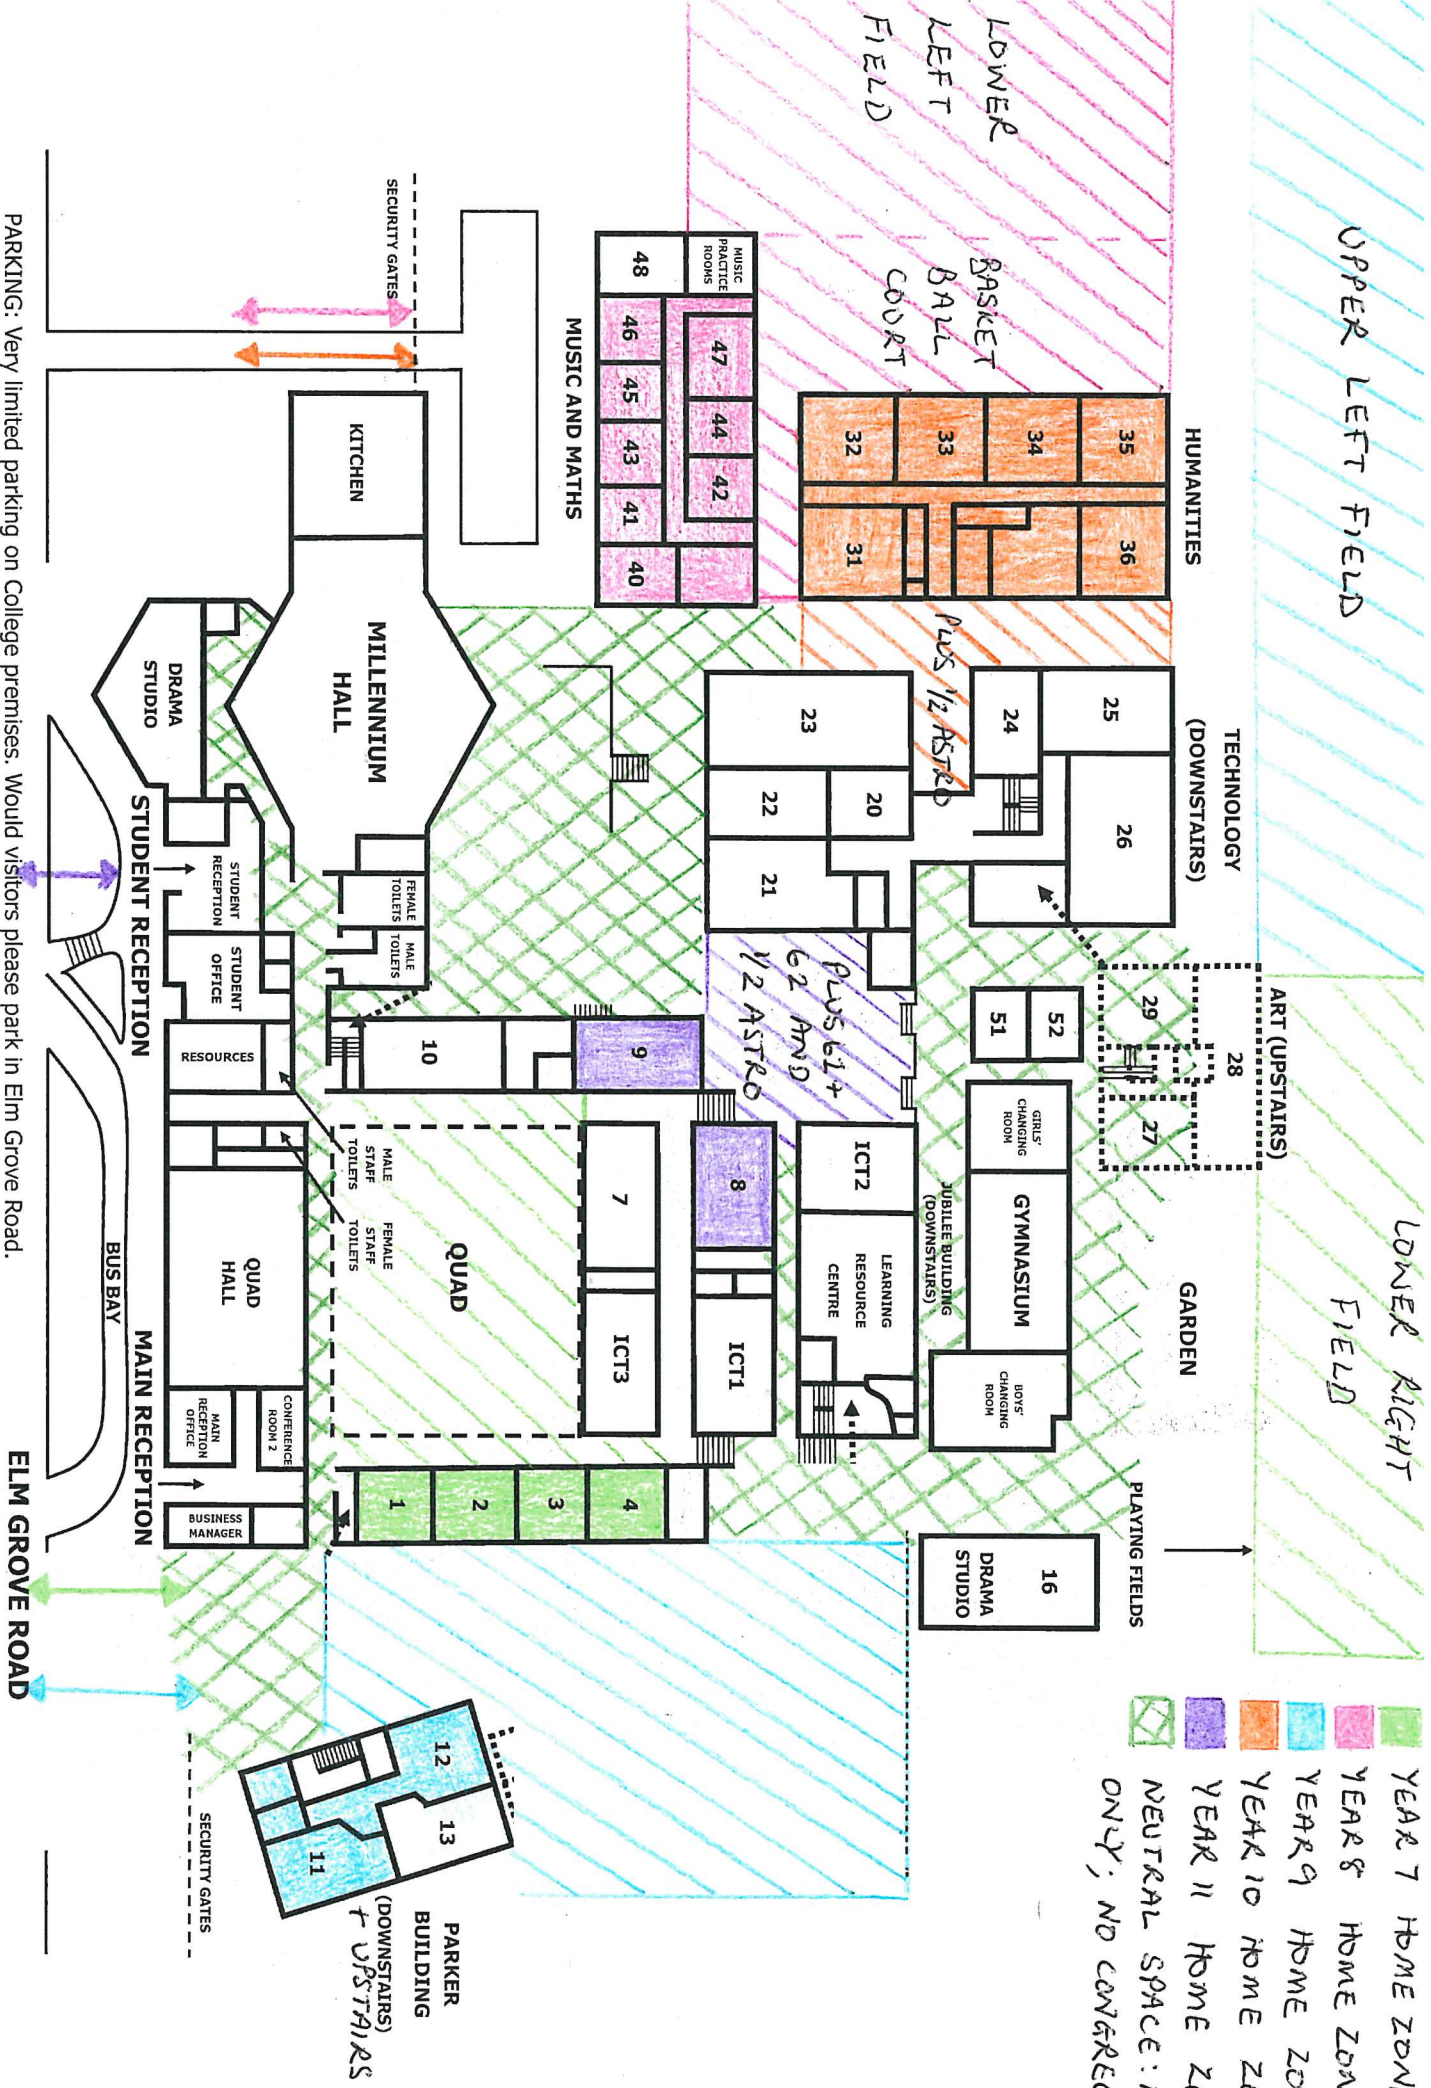 UPPER LEFT FIELD
LOWER RIGHT
FIELD
YEAR 7 HOME
YEAR 8 HOME
YEAR 9 HOME
YEAR 10 HOME
YEAR 11 HOME
NEUTRAL SPACE:
ONLY; NO
LOWER
LEFT
FIELD
BASKET
BALL
COURT
HUMANITIES
35
34
33
32
36
31
PLUS 1/2 ASTRO
TECHNOLOGY
(DOWNSTAIRS)
25
24
26
23
22
20
21
ART (UPSTAIRS)
28
29
27
52
51
GARDEN
PLAYING FIELDS
GIRLS'
CHANGING
ROOM
GYMNASIUM
BOYS'
CHANGING
ROOM
16
DRAMA
STUDIO
JUBILEE BUILDING
(DOWNSTAIRS)
PLUS 61+
62 AND
1/2 ASTRO
ICT2
LEARNING
RESOURCE
CENTRE
MUSIC
PRACTICE
ROOMS
48
47
44
42
46
45
43
41
40
MUSIC AND MATHS
9
10
8
ICT1
7
ICT3
4
3
2
1
QUAD
SECURITY GATES
KITCHEN
MILLENNIUM
HALL
FEMALE
TOILETS
MALE
TOILETS
MALE
STAFF
TOILETS
FEMALE
STAFF
TOILETS
DRAMA
STUDIO
STUDENT
RECEPTION
STUDENT
OFFICE
RESOURCES
QUAD
HALL
CONFERENCE
ROOM 2
MAIN
RECEPTION
OFFICE
BUSINESS
MANAGER
STUDENT RECEPTION
MAIN RECEPTION
BUS BAY
12
13
11
PARKER
BUILDING
(DOWNSTAIRS)
+ UPSTAIRS
SECURITY GATES
ELM GROVE ROAD
PARKING: Very limited parking on College premises. Would visitors please park in Elm Grove Road.